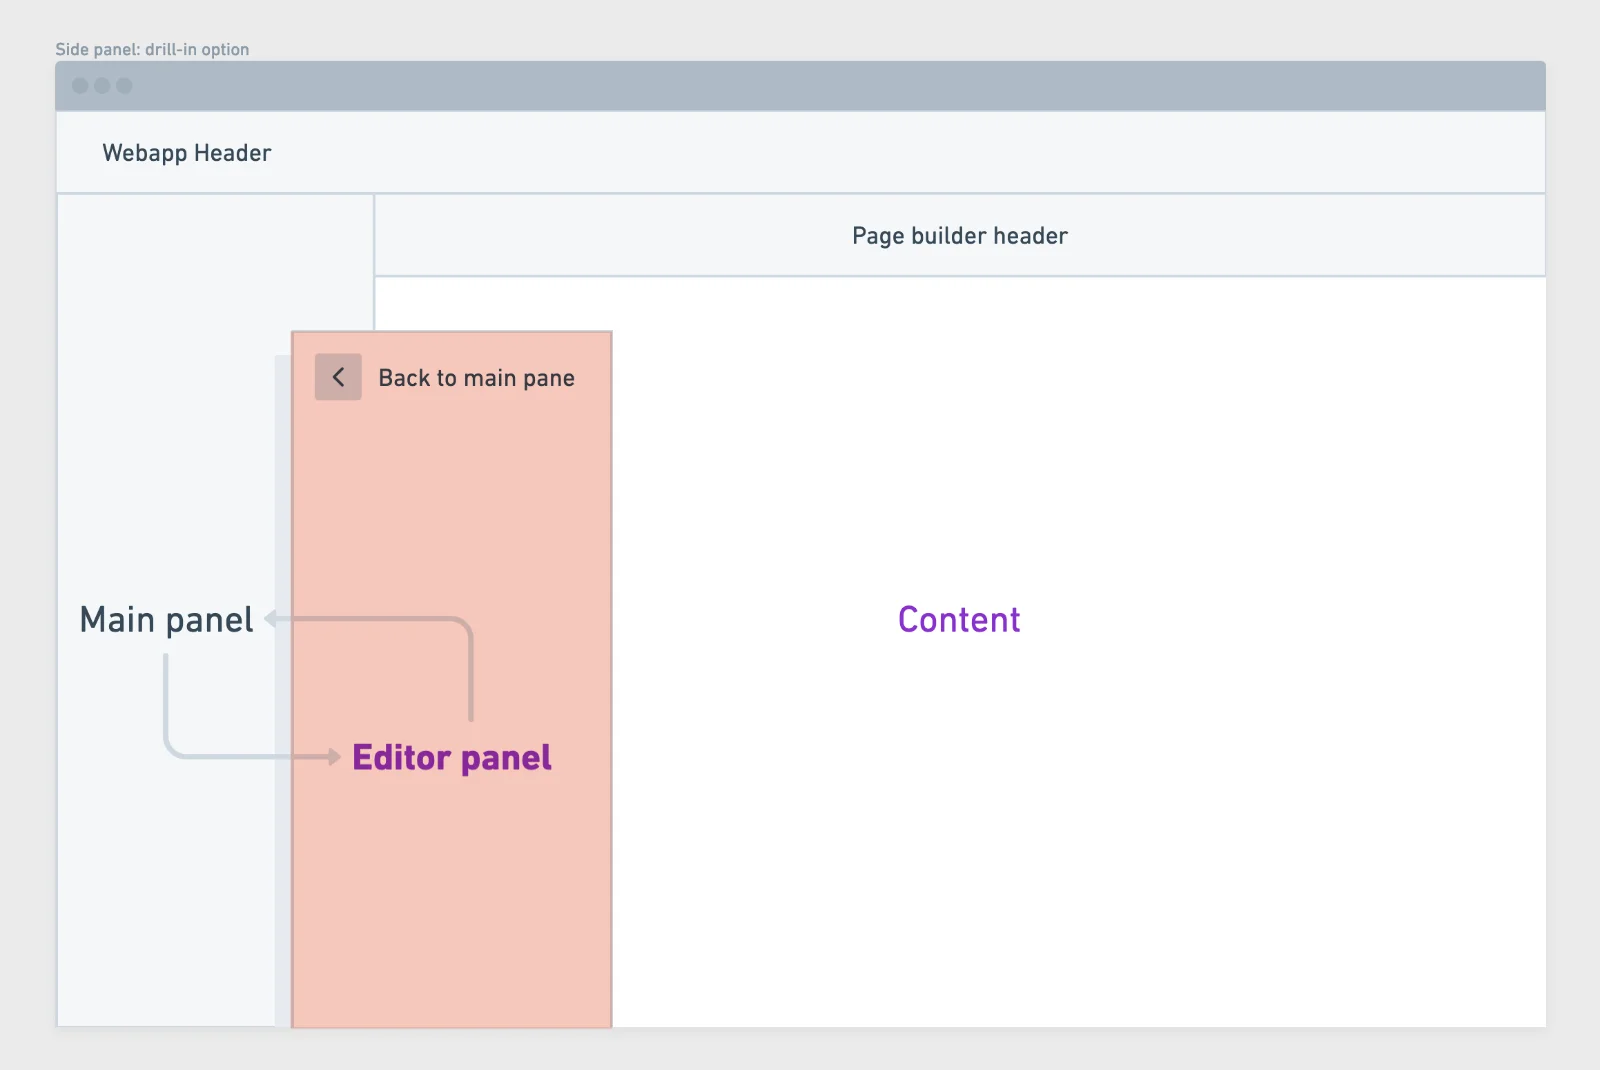 Side panel: drill-in option
Webapp Header
Page builder header
Back to main pane
Main panel
Content
Editor panel